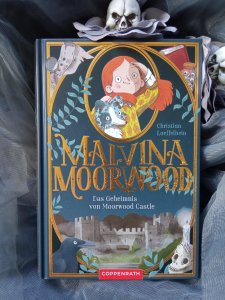 Christian
Loeffelbein
MALVINA
MOORWOOD
Das Geheimnis
von Moorwood Castle
COPPENRATH